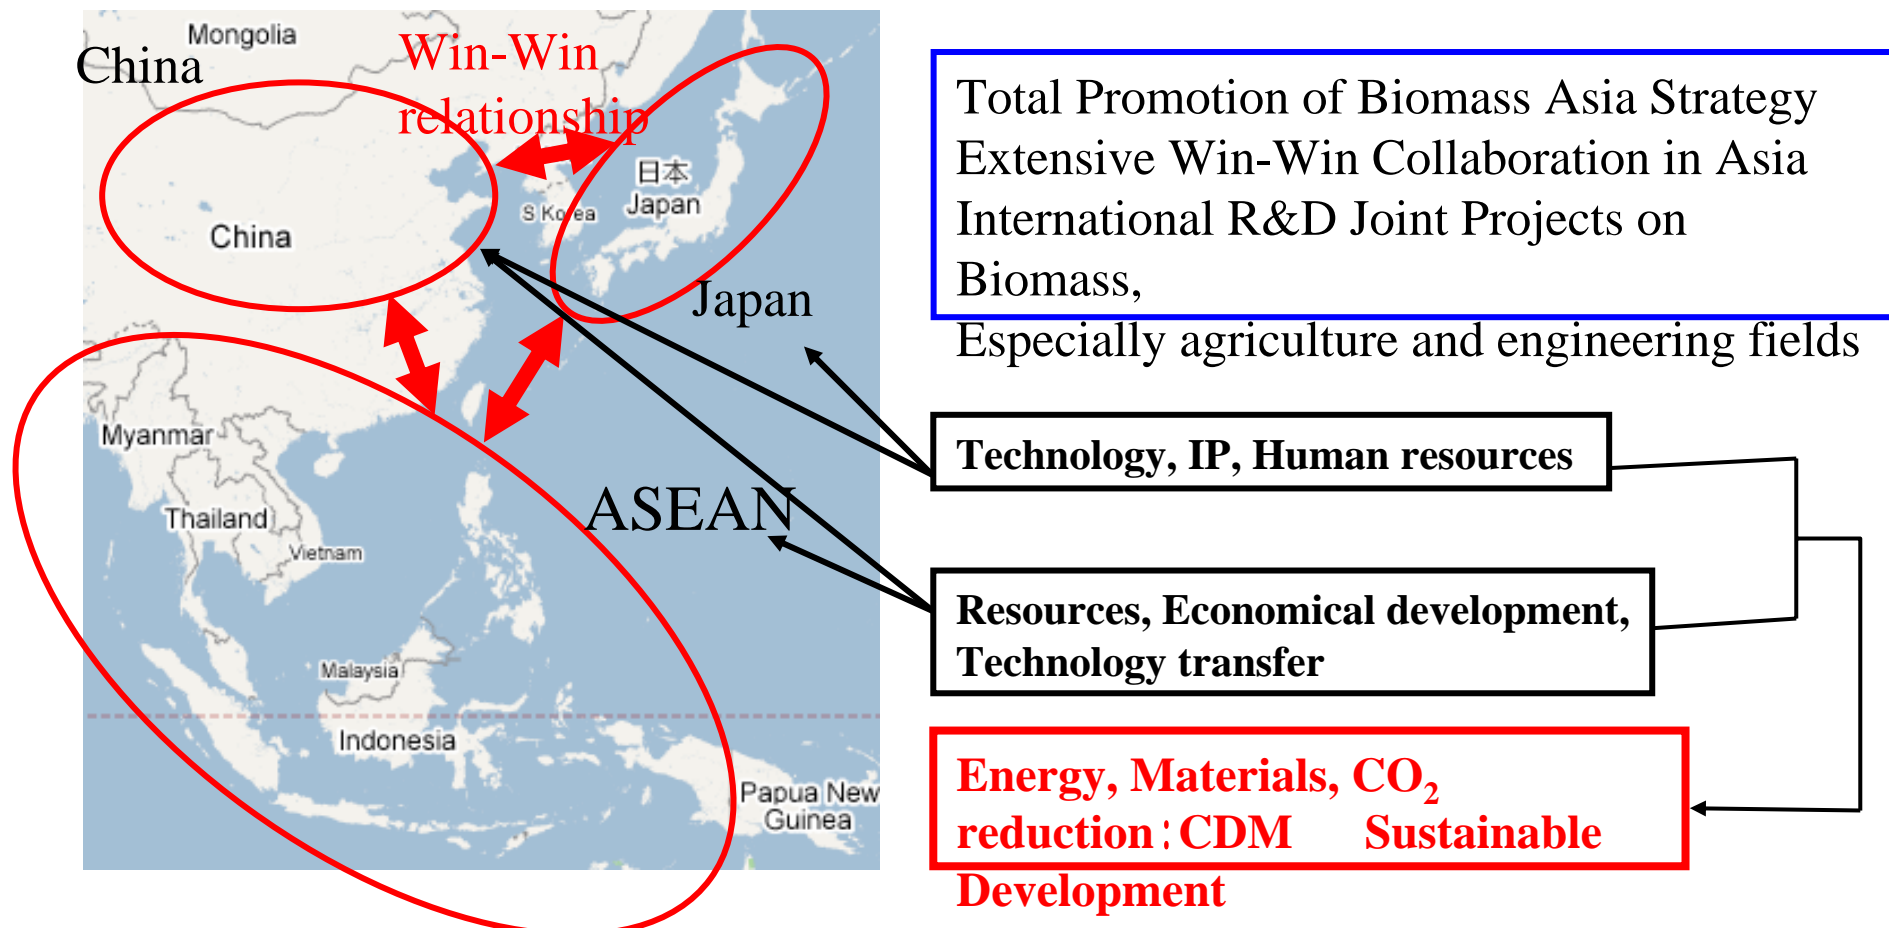 Mongolia
China
Win-Win
relationship
日本
Japan
S Korea
China
Japan
Myanmar
ASEAN
Thailand
Vietnam
Malaysia
Indonesia
Papua New
Guinea
Total Promotion of Biomass Asia Strategy
Extensive Win-Win Collaboration in Asia
International R&D Joint Projects on
Biomass,
Especially agriculture and engineering fields
Technology, IP, Human resources
Resources, Economical development,
Technology transfer
Energy, Materials, CO₂
reduction：CDM Sustainable
Development